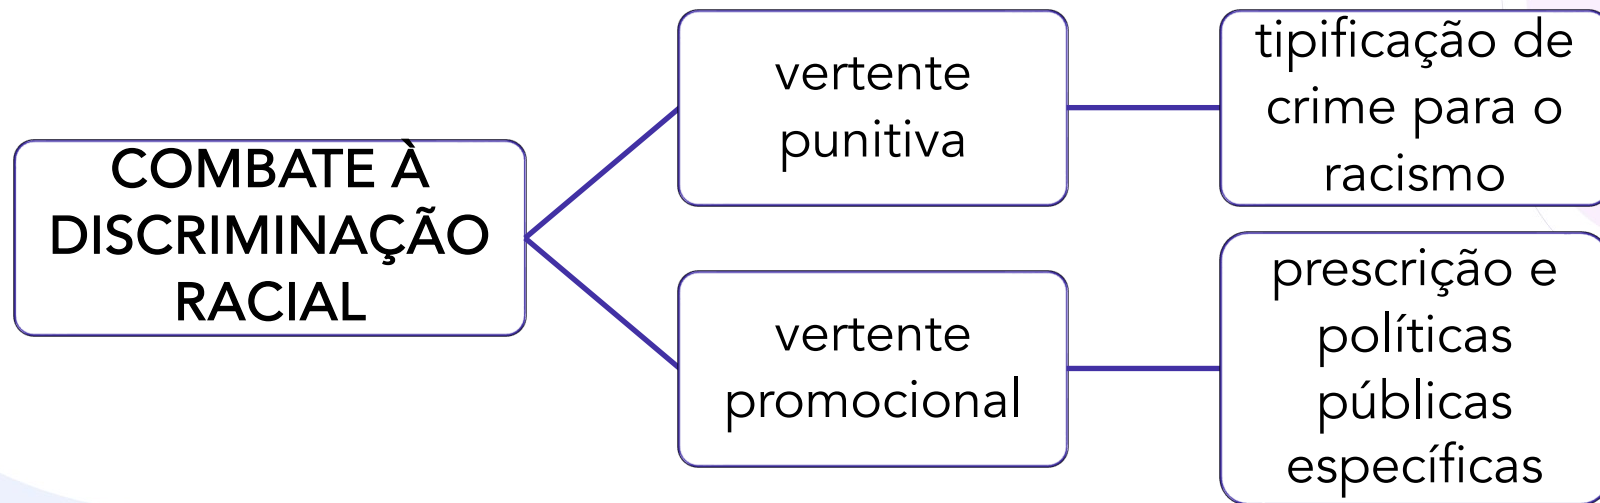 COMBATE À
DISCRIMINAÇÃO
RACIAL
vertente
punitiva
tipificação de
crime para o
racismo
vertente
promocional
prescrição e
políticas
públicas
específicas